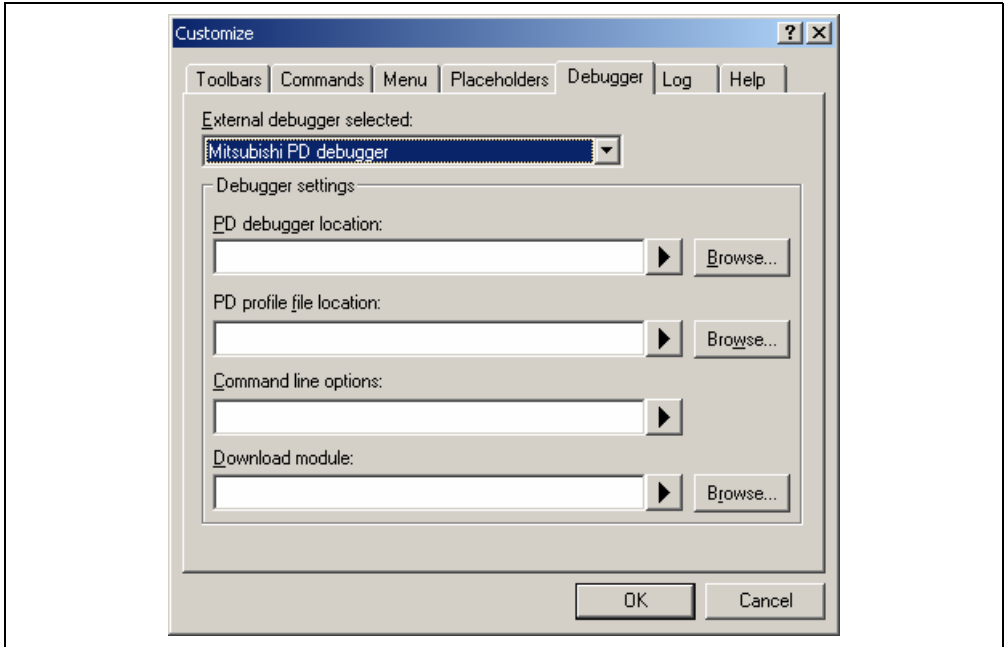 Customize
Toolbars Commands Menu Placeholders Debugger Log Help
External debugger selected:
Mitsubishi PD debugger
Debugger settings
PD debugger location:
Browse...
PD profile file location:
Browse...
Command line options:
Download module:
Browse...
OK Cancel